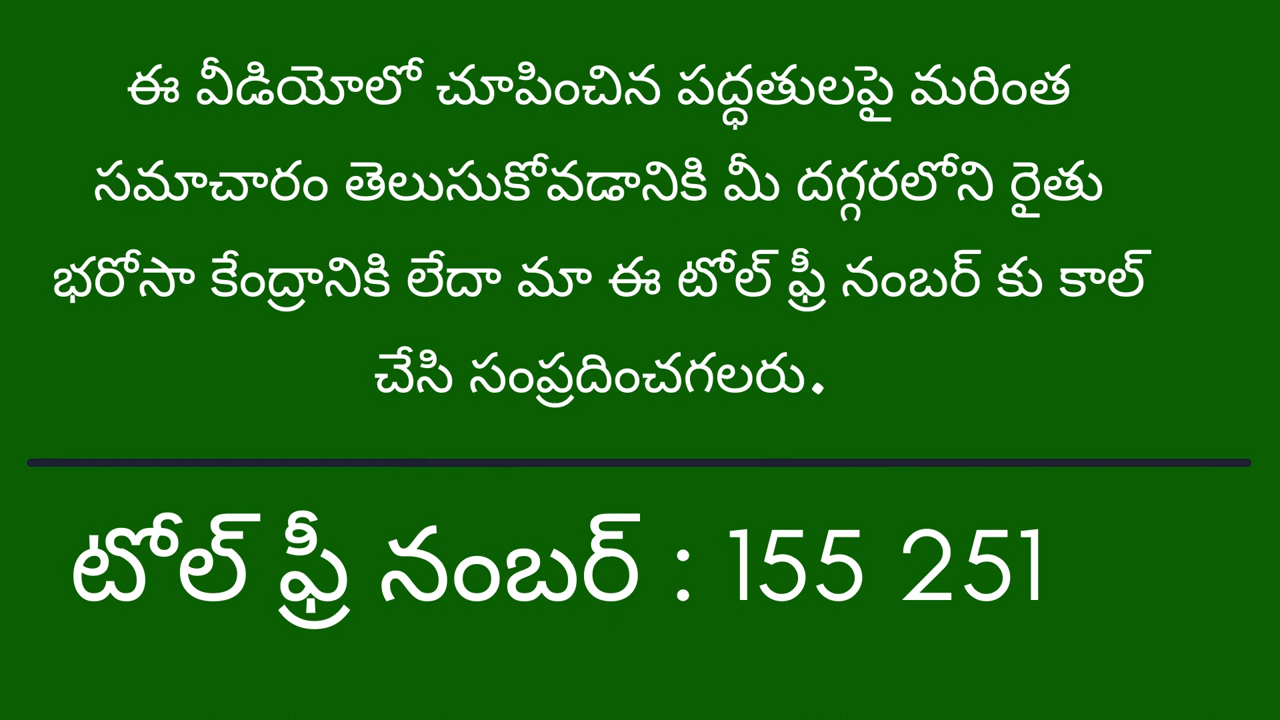 ఈ వీడియోలో చూపించిన పద్ధతులపై మరింత
సమాచారం తెలుసుకోవడానికి మీ దగ్గరలోని రైతు
భరోసా కేంద్రానికి లేదా మా ఈ టోల్ ఫ్రీ నంబర్ కు కాల్
చేసి సంప్రదించగలరు.
టోల్ ఫ్రీ నంబర్ : 155 251